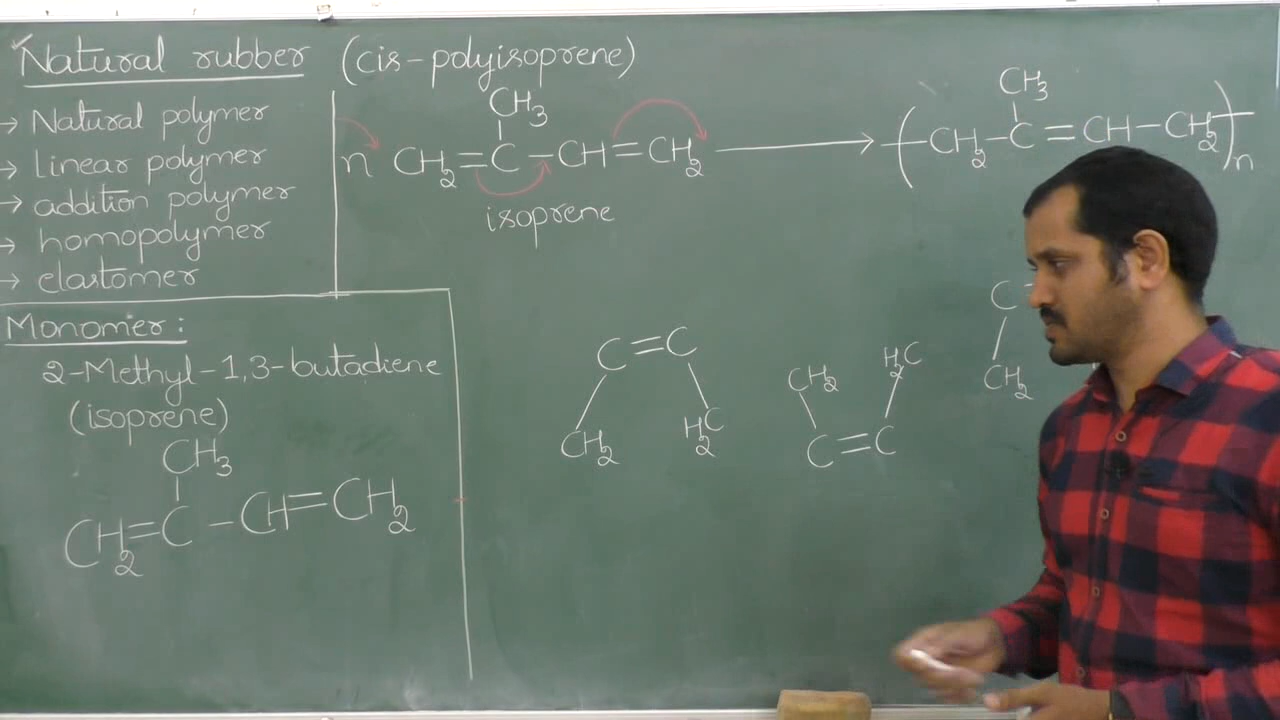 Natural rubber (cis-polyisoprene)
→ Natural polymer
→ linear polymer
→ addition polymer
→ homopolymer
→ elastomer
CH3
n CH2=C-CH=CH2 ⟶ (-CH2-C=CH-CH2-)n
CH3
isoprene
Monomer:
2-Methyl-1,3-butadiene
(isoprene)
CH3
CH2=C-CH=CH2
C=C
CH2 H2C
CH2 H2C
C=C
C
CH2